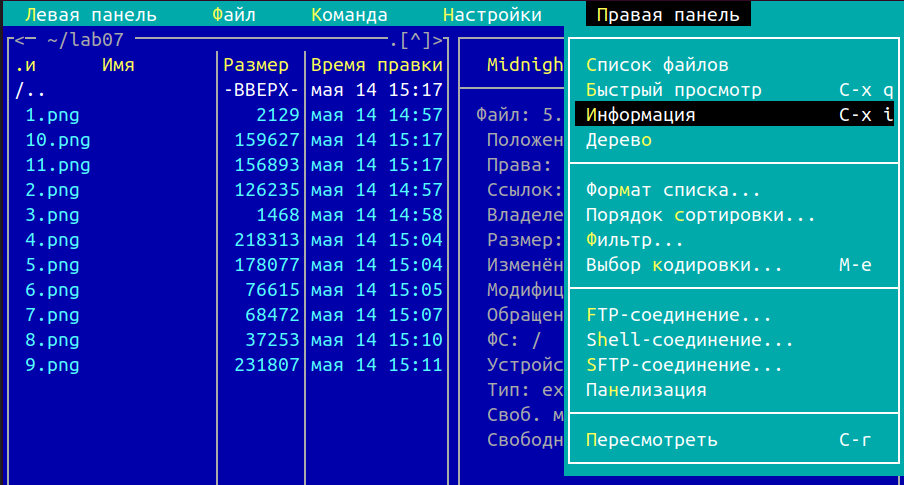 Левая панель Файл Команда Настройки Правая панель
<— ~/lab07 .[^]>
.и Имя Размер Время правки
/.. -ВВЕРХ- мая 14 15:17
1.png 2129 мая 14 14:57
10.png 159627 мая 14 15:17
11.png 156893 мая 14 15:17
2.png 126235 мая 14 14:57
3.png 1468 мая 14 14:58
4.png 218313 мая 14 15:04
5.png 178077 мая 14 15:04
6.png 76615 мая 14 15:05
7.png 68472 мая 14 15:07
8.png 37253 мая 14 15:10
9.png 231807 мая 14 15:11
Midnigh
Файл: 5.
Положен
Права:
Ссылок:
Владеле
Размер:
Изменён
Модифиц
Обращен
ФС: /
Устройс
Тип: ex
Своб. м
Свободн
Список файлов
Быстрый просмотр C-x q
Информация C-x i
Дерево
Формат списка...
Порядок сортировки...
Фильтр...
Выбор кодировки... M-e
FTP-соединение...
Shell-соединение...
SFTP-соединение...
Панелизация
Пересмотреть C-r